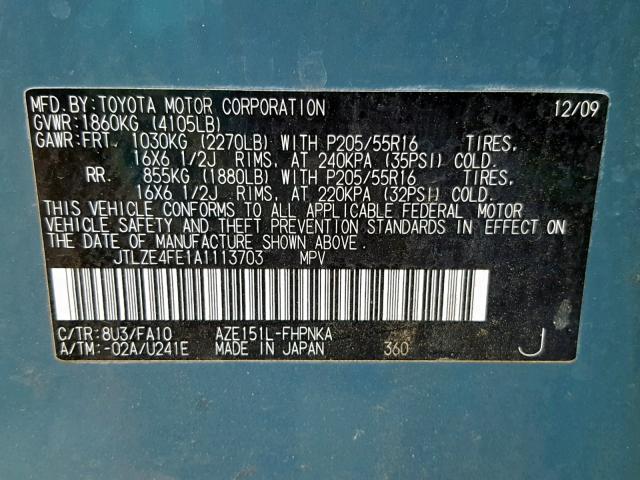 MFD.BY:TOYOTA MOTOR CORPORATION 12/09
GVWR:1860KG (4105LB)
GAWR:FRT. 1030KG (2270LB) WITH P205/55R16 TIRES,
16X6 1/2J RIMS, AT 240KPA (35PSI) COLD.
RR. 855KG (1880LB) WITH P205/55R16 TIRES,
16X6 1/2J RIMS, AT 220KPA (32PSI) COLD.
THIS VEHICLE CONFORMS TO ALL APPLICABLE FEDERAL MOTOR
VEHICLE SAFETY AND THEFT PREVENTION STANDARDS IN EFFECT ON
THE DATE OF MANUFACTURE SHOWN ABOVE.
JTLZE4FE1A1113703 MPV
C/TR:8U3/FA10 AZE151L-FHPNKA
A/TM:-02A/U241E MADE IN JAPAN 360 J